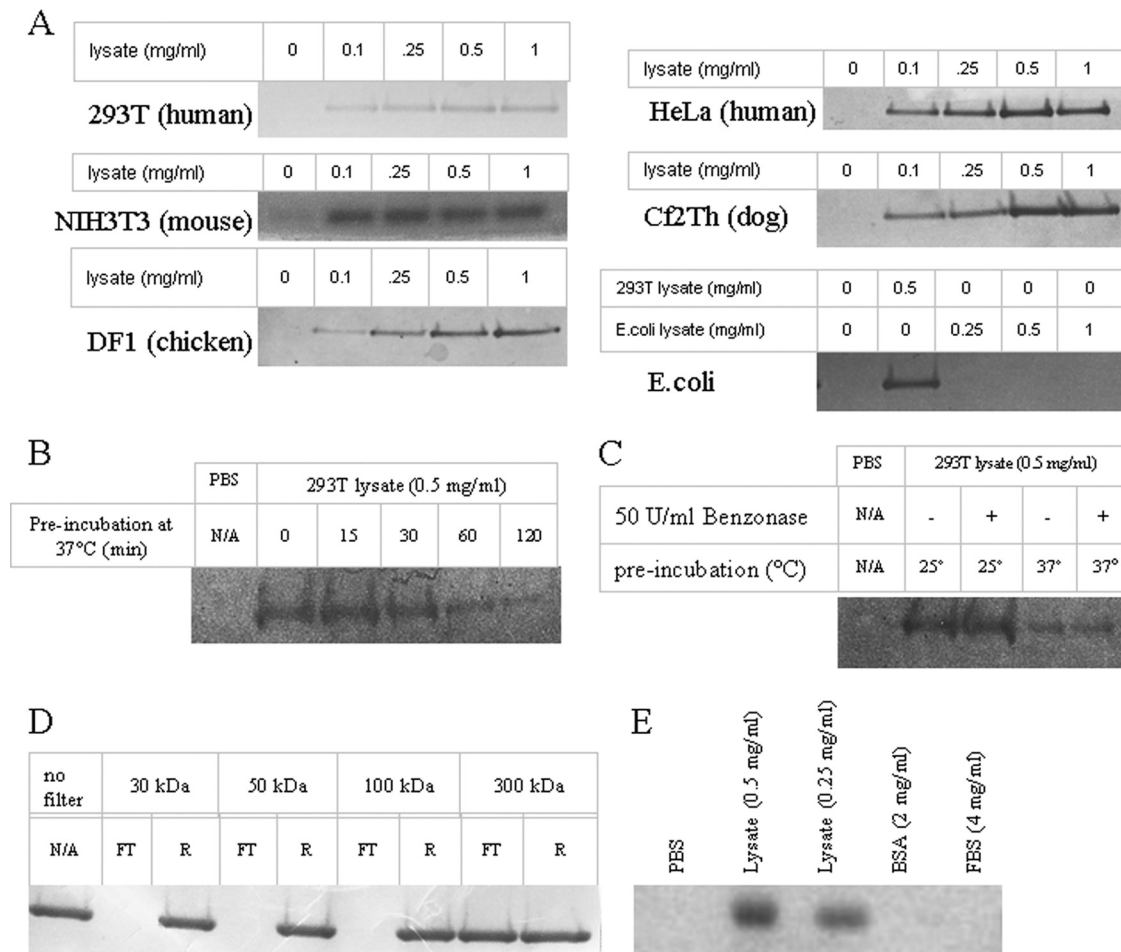 A
lysate (mg/ml) 0 0.1 .25 0.5 1
293T (human)
lysate (mg/ml) 0 0.1 .25 0.5 1
NIH3T3 (mouse)
lysate (mg/ml) 0 0.1 .25 0.5 1
DF1 (chicken)
lysate (mg/ml) 0 0.1 .25 0.5 1
HeLa (human)
lysate (mg/ml) 0 0.1 .25 0.5 1
Cf2Th (dog)
293T lysate (mg/ml) 0 0.5 0 0 0
E.coli lysate (mg/ml) 0 0 0.25 0.5 1
E.coli
B
PBS 293T lysate (0.5 mg/ml)
Pre-incubation at
37°C (min) N/A 0 15 30 60 120
C
PBS 293T lysate (0.5 mg/ml)
50 U/ml Benzonase N/A - + - +
pre-incubation (°C) N/A 25° 25° 37° 37°
D
no
filter 30 kDa 50 kDa 100 kDa 300 kDa
N/A FT R FT R FT R FT R
E
PBS
Lysate (0.5 mg/ml)
Lysate (0.25 mg/ml)
BSA (2 mg/ml)
FBS (4 mg/ml)